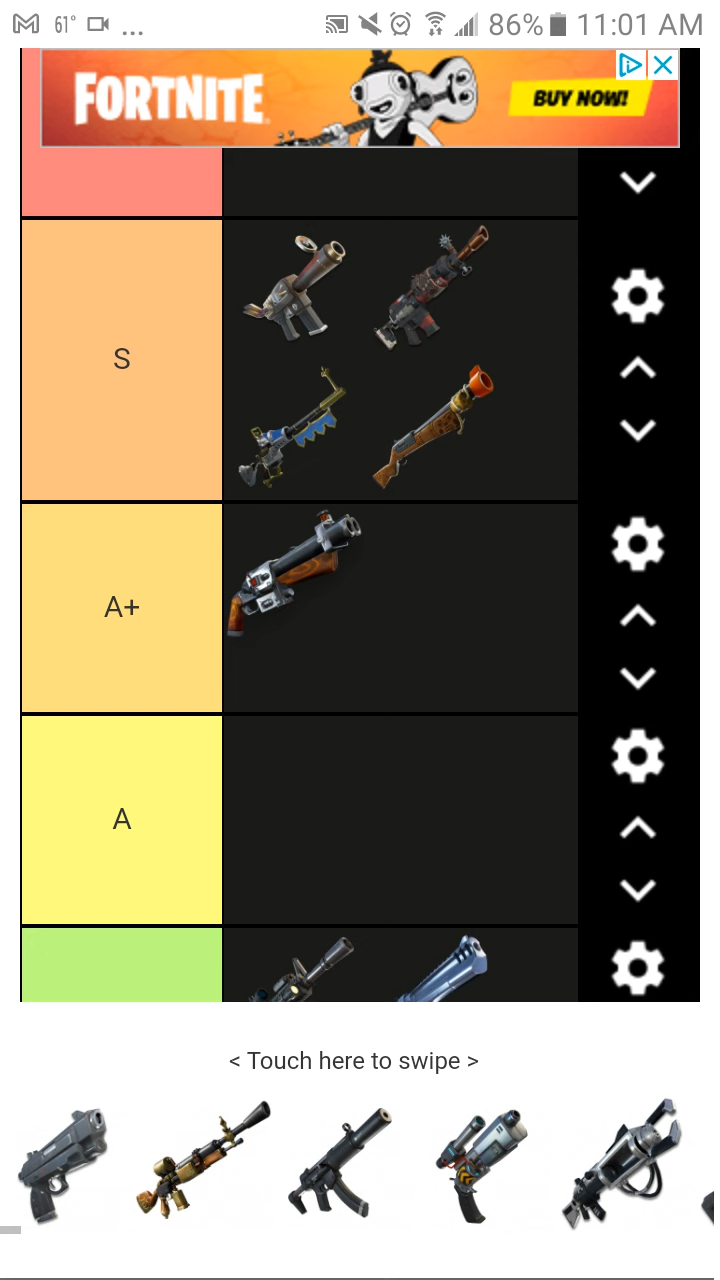 61° ... 86% 11:01 AM
FORTNITE
BUY NOW!
S
A+
A
< Touch here to swipe >